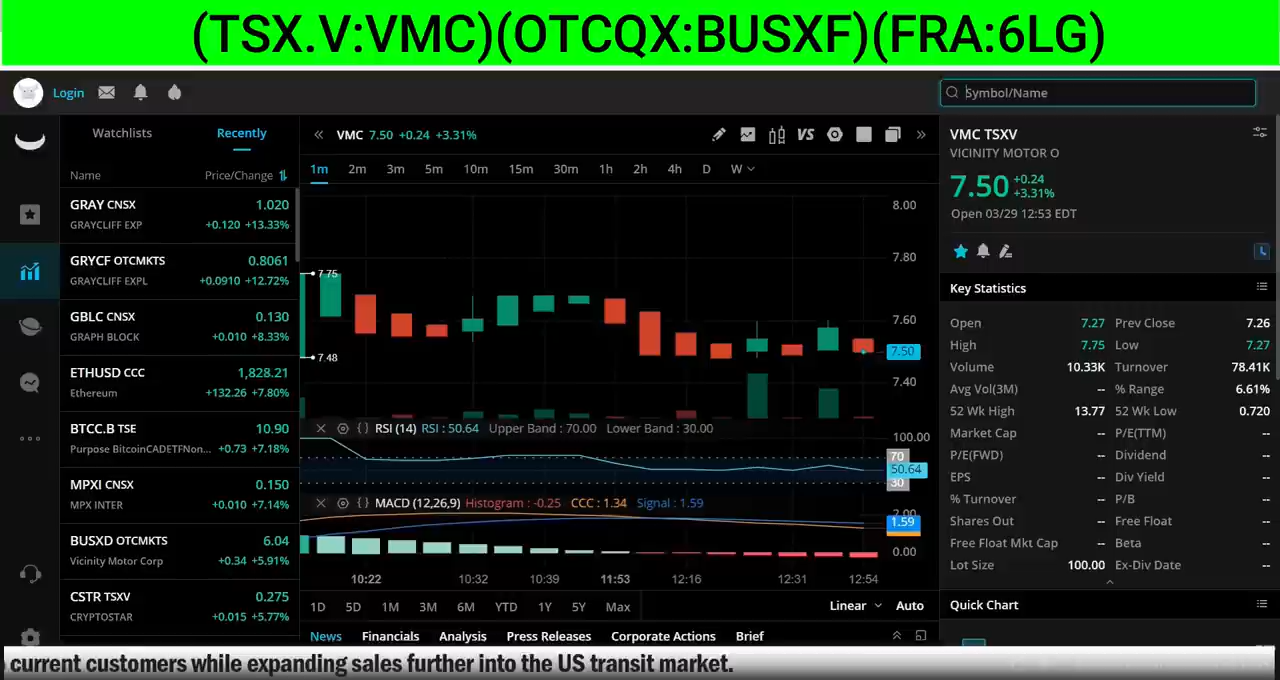 (TSX.V:VMC)(OTCQX:BUSXF)(FRA:6LG)
Login
Symbol/Name
Watchlists Recently
Name Price/Change
GRAY CNSX 1.020
GRAYCLIFF EXP +0.120 +13.33%
GRYCF OTCMKTS 0.8061
GRAYCLIFF EXPL +0.0910 +12.72%
GBLC CNSX 0.130
GRAPH BLOCK +0.010 +8.33%
ETHUSD CCC 1,828.21
Ethereum +132.26 +7.80%
BTCC.B TSE 10.90
Purpose BitcoinCADETFNon... +0.73 +7.18%
MPXI CNSX 0.150
MPX INTER +0.010 +7.14%
BUSXD OTCMKTS 6.04
Vicinity Motor Corp +0.34 +5.91%
CSTR TSXV 0.275
CRYPTOSTAR +0.015 +5.77%
VMC 7.50 +0.24 +3.31%
VS
1m 2m 3m 5m 10m 15m 30m 1h 2h 4h D W
8.00
7.80
7.75
7.60
7.50
7.48
7.40
RSI (14) RSI : 50.64 Upper Band : 70.00 Lower Band : 30.00
100.00
70
50.64
30
MACD (12,26,9) Histogram : -0.25 CCC : 1.34 Signal : 1.59
2.00
1.59
0.00
10:22 10:32 10:39 11:53 12:16 12:31 12:54
1D 5D 1M 3M 6M YTD 1Y 5Y Max Linear Auto
News Financials Analysis Press Releases Corporate Actions Brief
VMC TSXV
VICINITY MOTOR O
7.50 +0.24
+3.31%
Open 03/29 12:53 EDT
Key Statistics
Open 7.27 Prev Close 7.26
High 7.75 Low 7.27
Volume 10.33K Turnover 78.41K
Avg Vol(3M) -- % Range 6.61%
52 Wk High 13.77 52 Wk Low 0.720
Market Cap -- P/E(TTM) --
P/E(FWD) -- Dividend --
EPS -- Div Yield --
% Turnover -- P/B --
Shares Out -- Free Float --
Free Float Mkt Cap -- Beta --
Lot Size 100.00 Ex-Div Date --
Quick Chart
current customers while expanding sales further into the US transit market.